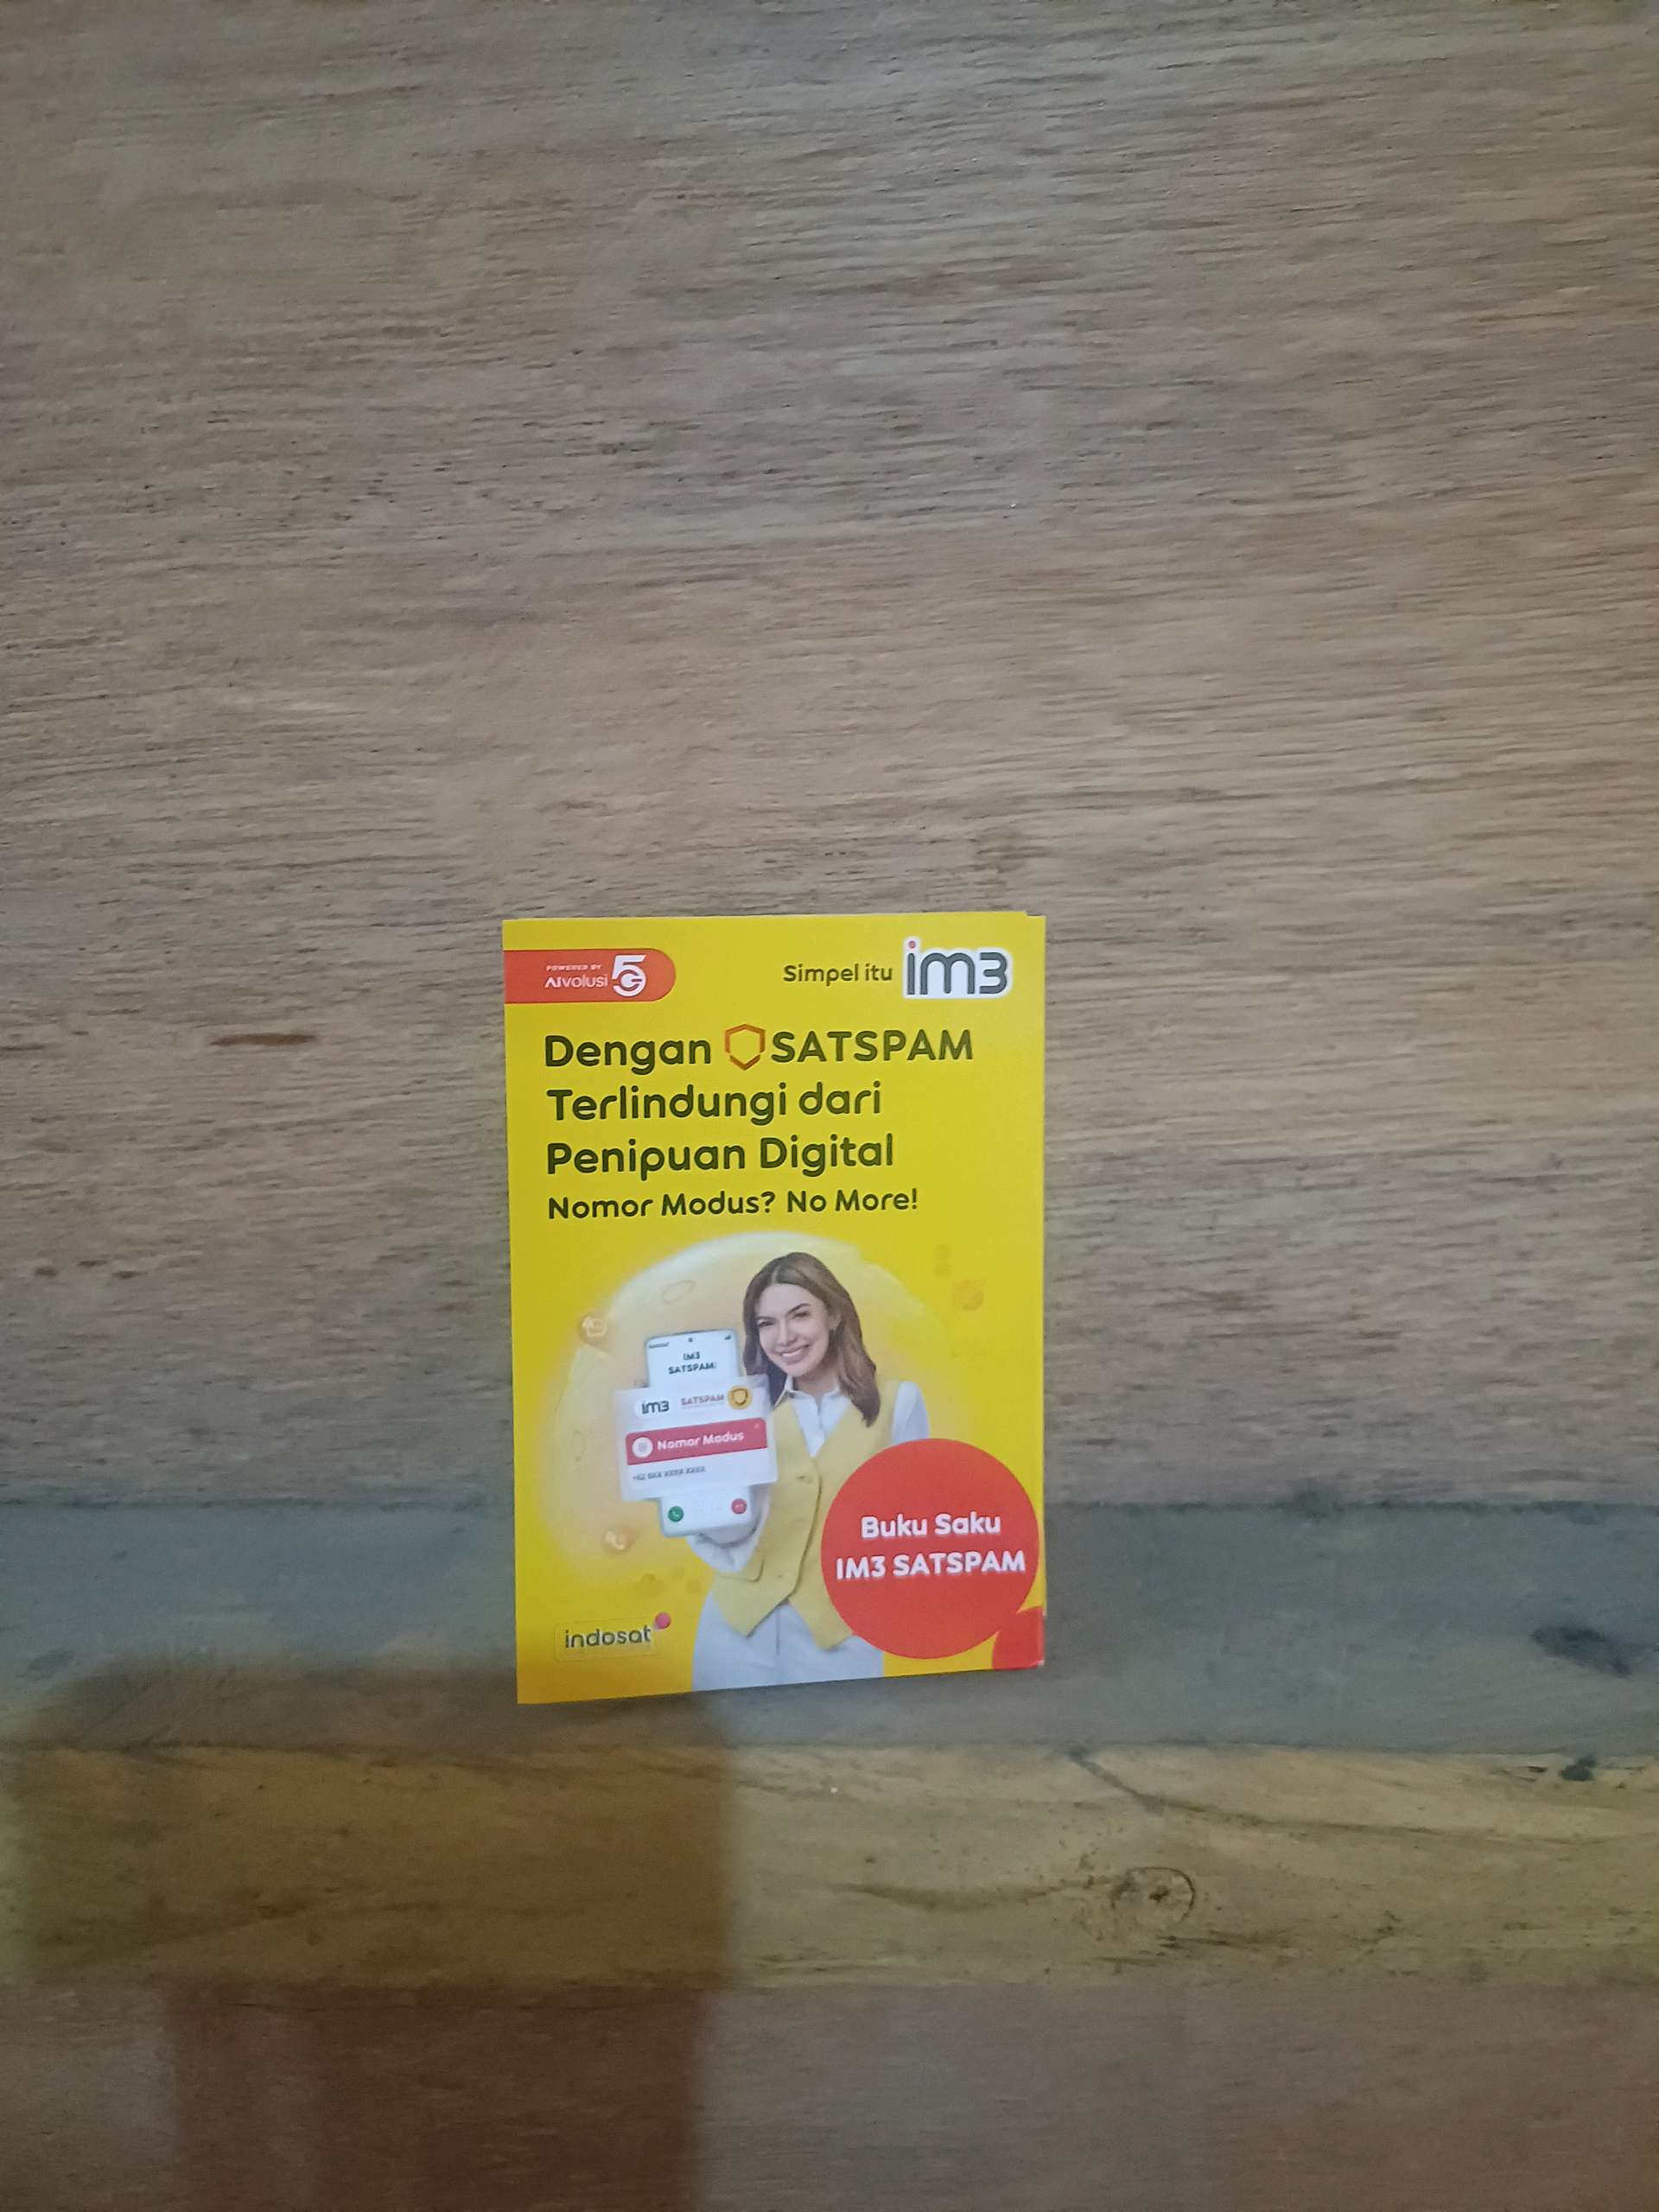 POWERED BY
AIvolusi 5G
Simpel itu im3
Dengan SATSPAM
Terlindungi dari
Penipuan Digital
Nomor Modus? No More!
IM3
SATSPAM
im3 SATSPAM
Nomor Modus
Buku Saku
IM3 SATSPAM
indosat